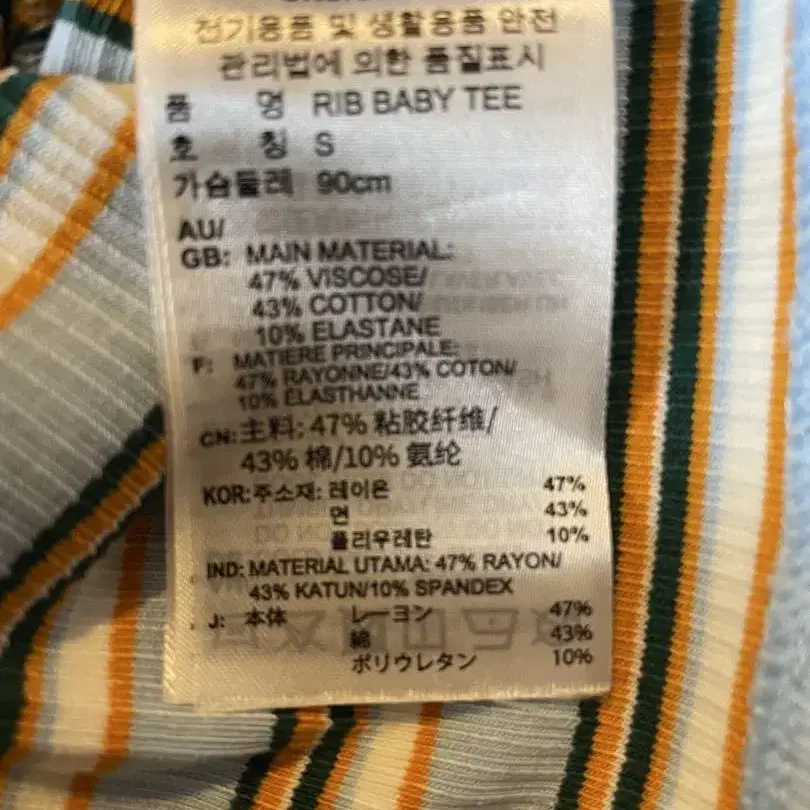 전기용품 및 생활용품 안전
관리법에 의한 품질표시
품 명 RIB BABY TEE
호 칭 S
가슴둘레 90cm
AU/
GB: MAIN MATERIAL:
47% VISCOSE/
43% COTTON/
10% ELASTANE
F: MATIERE PRINCIPALE:
47% RAYONNE/43% COTON/
10% ÉLASTHANNE
CN: 主料: 47% 粘胶纤维/
43% 棉/10% 氨纶
KOR: 주소재: 레이온 47%
면 43%
폴리우레탄 10%
IND: MATERIAL UTAMA: 47% RAYON/
43% KATUN/10% SPANDEX
J: 本体 レーヨン 47%
綿 43%
ポリウレタン 10%